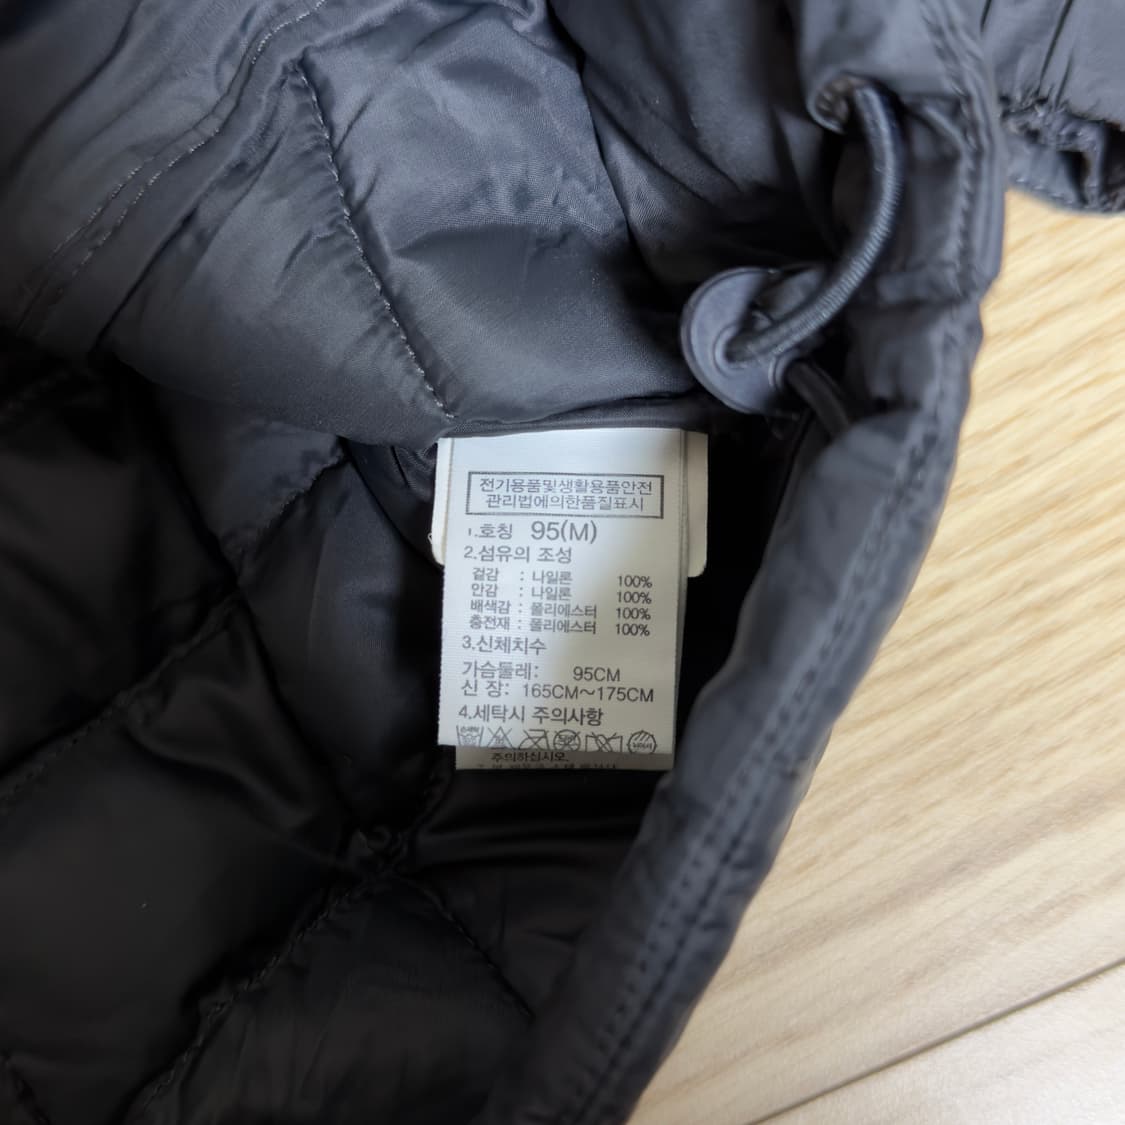 전기용품및생활용품안전
관리법에의한품질표시
1.호칭 95(M)
2.섬유의 조성
겉감 : 나일론 100%
안감 : 나일론 100%
배색감 : 폴리에스터 100%
충전재 : 폴리에스터 100%
3.신체치수
가슴둘레: 95CM
신 장: 165CM~175CM
4.세탁시 주의사항
주의하십시오.